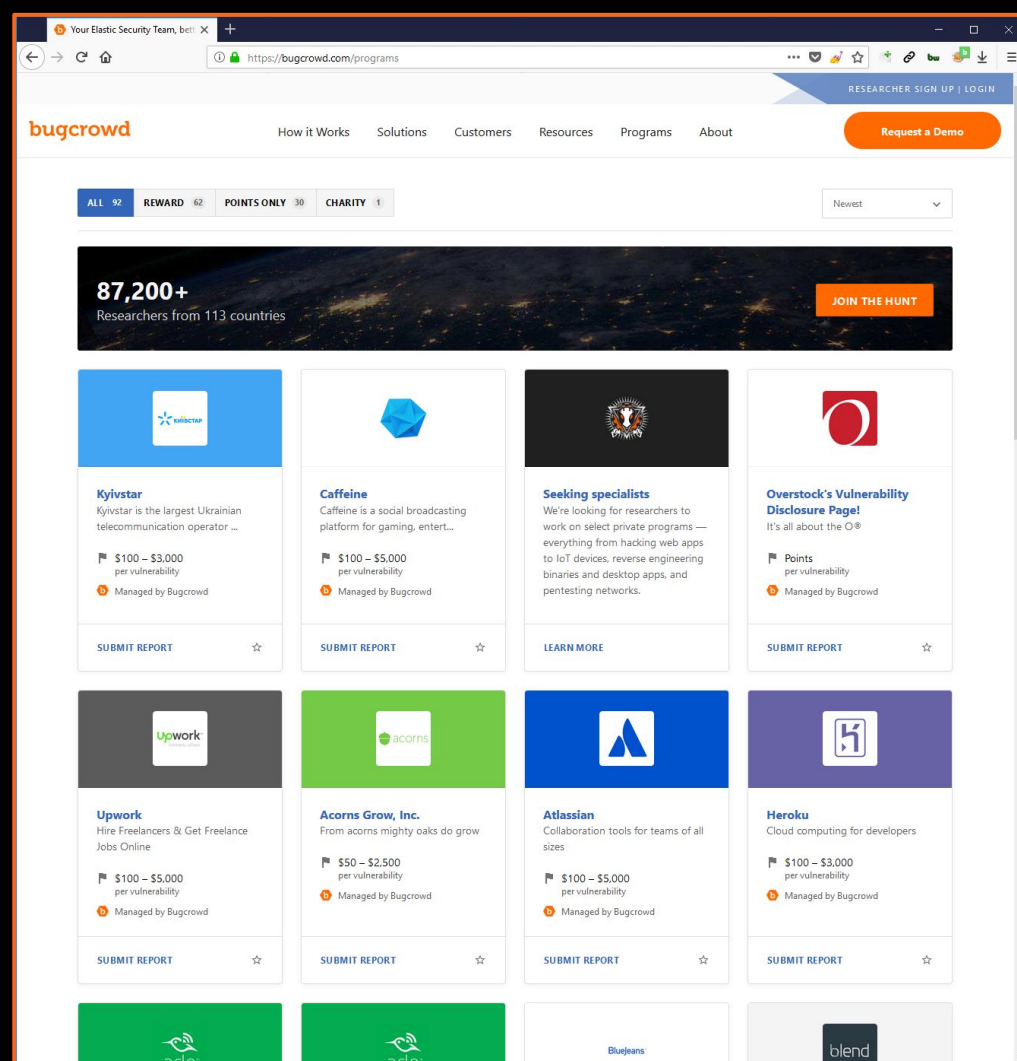 Your Elastic Security Team, bett
https://bugcrowd.com/programs
RESEARCHER SIGN UP | LOGIN
bugcrowd
How it Works Solutions Customers Resources Programs About
Request a Demo
ALL 92 REWARD 62 POINTS ONLY 30 CHARITY 1
Newest
87,200+
Researchers from 113 countries
JOIN THE HUNT
КИЇВСТАР
Kyivstar
Kyivstar is the largest Ukrainian
telecommunication operator ...
$100 – $3,000
per vulnerability
Managed by Bugcrowd
SUBMIT REPORT
Caffeine
Caffeine is a social broadcasting
platform for gaming, entert...
$100 – $5,000
per vulnerability
Managed by Bugcrowd
SUBMIT REPORT
Seeking specialists
We're looking for researchers to
work on select private programs —
everything from hacking web apps
to IoT devices, reverse engineering
binaries and desktop apps, and
pentesting networks.
LEARN MORE
Overstock's Vulnerability
Disclosure Page!
It's all about the O®
Points
per vulnerability
Managed by Bugcrowd
SUBMIT REPORT
Upwork
Upwork
Hire Freelancers & Get Freelance
Jobs Online
$100 – $5,000
per vulnerability
Managed by Bugcrowd
SUBMIT REPORT
acorns
Acorns Grow, Inc.
From acorns mighty oaks do grow
$50 – $2,500
per vulnerability
Managed by Bugcrowd
SUBMIT REPORT
Atlassian
Collaboration tools for teams of all
sizes
$100 – $5,000
per vulnerability
Managed by Bugcrowd
SUBMIT REPORT
Heroku
Cloud computing for developers
$100 – $3,000
per vulnerability
Managed by Bugcrowd
SUBMIT REPORT
Bluejeans
blend